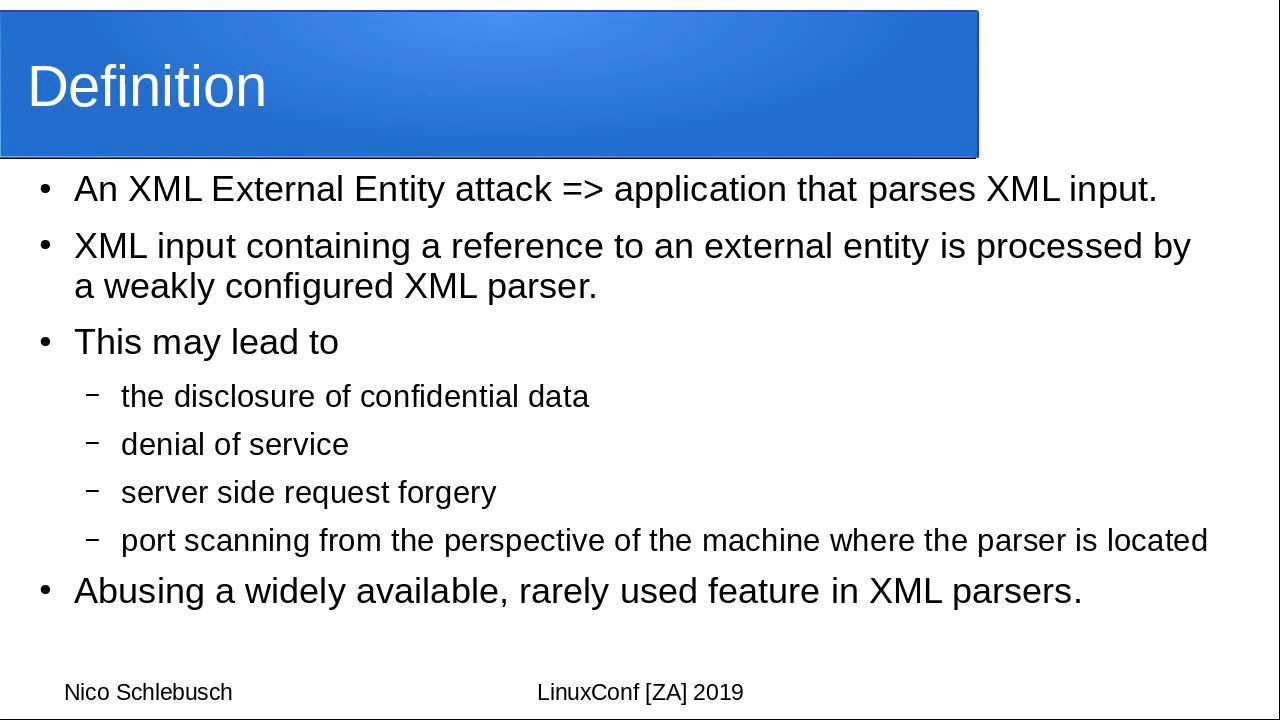 Definition
• An XML External Entity attack => application that parses XML input.
• XML input containing a reference to an external entity is processed by
a weakly configured XML parser.
• This may lead to
– the disclosure of confidential data
– denial of service
– server side request forgery
– port scanning from the perspective of the machine where the parser is located
• Abusing a widely available, rarely used feature in XML parsers.
Nico Schlebusch
LinuxConf [ZA] 2019